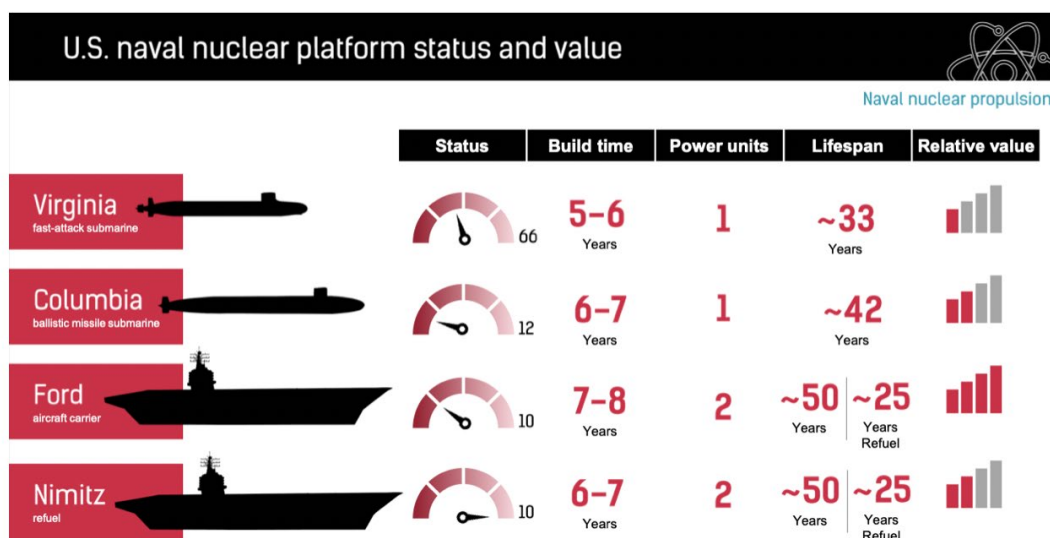 U.S. naval nuclear platform status and value
Naval nuclear propulsion
Status Build time Power units Lifespan Relative value
Virginia
fast-attack submarine
66
5–6
Years
1
~33
Years
Columbia
ballistic missile submarine
12
6–7
Years
1
~42
Years
Ford
aircraft carrier
10
7–8
Years
2
~50 ~25
Years Years
Refuel
Nimitz
refuel
10
6–7
Years
2
~50 ~25
Years Years
Refuel